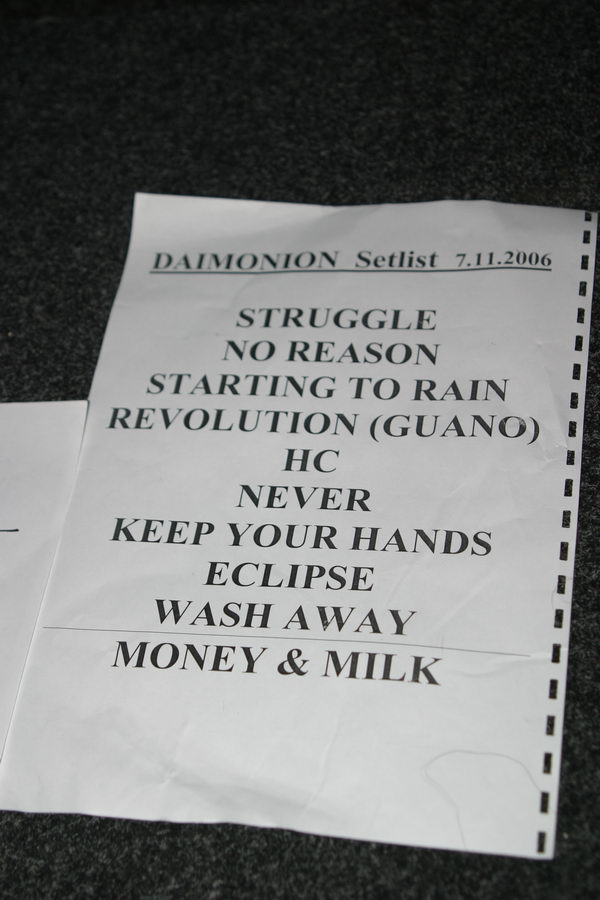 DAIMONION Setlist 7.11.2006
STRUGGLE
NO REASON
STARTING TO RAIN
REVOLUTION (GUANO)
HC
NEVER
KEEP YOUR HANDS
ECLIPSE
WASH AWAY
MONEY & MILK